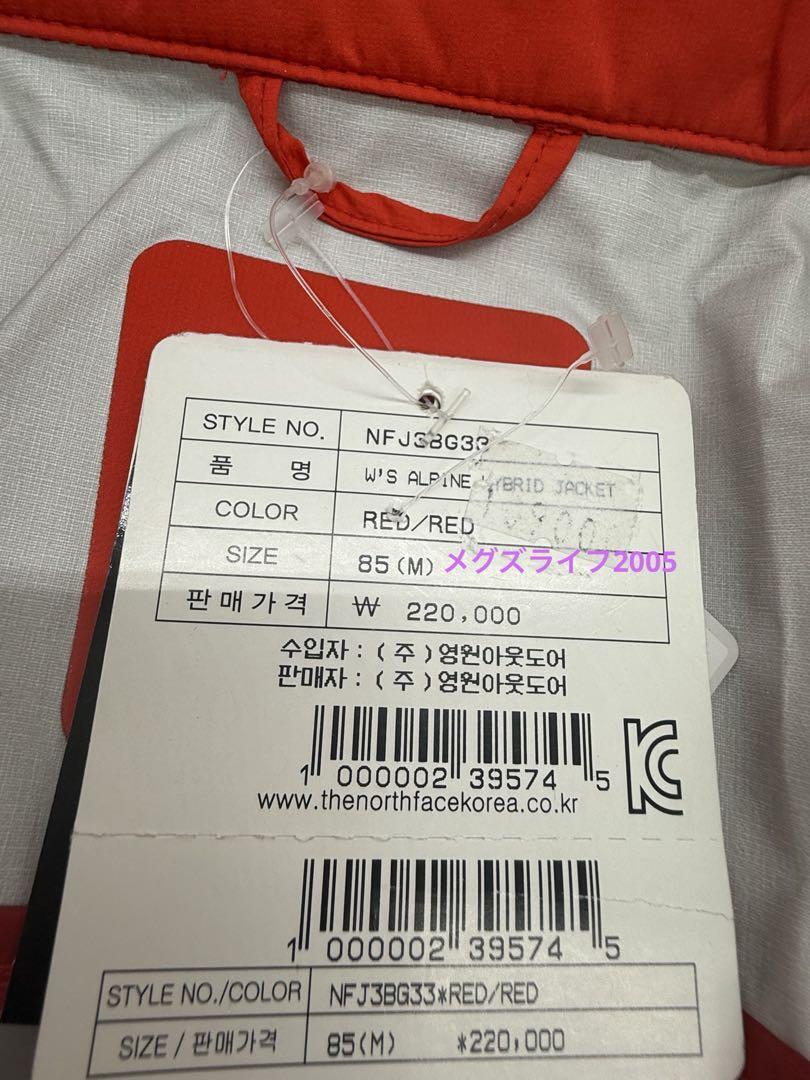 STYLE NO. NFJ3BG33
품 명 W'S ALPINE HYBRID JACKET
COLOR RED/RED
SIZE 85(M)
メグズライフ2005
판매가격 ₩ 220,000
수입자 : (주)영원아웃도어
판매자 : (주)영원아웃도어
1 000002 39574 5
www.thenorthfacekorea.co.kr
KC
1 000002 39574 5
STYLE NO./COLOR NFJ3BG33*RED/RED
SIZE / 판매가격 85(M) *220,000